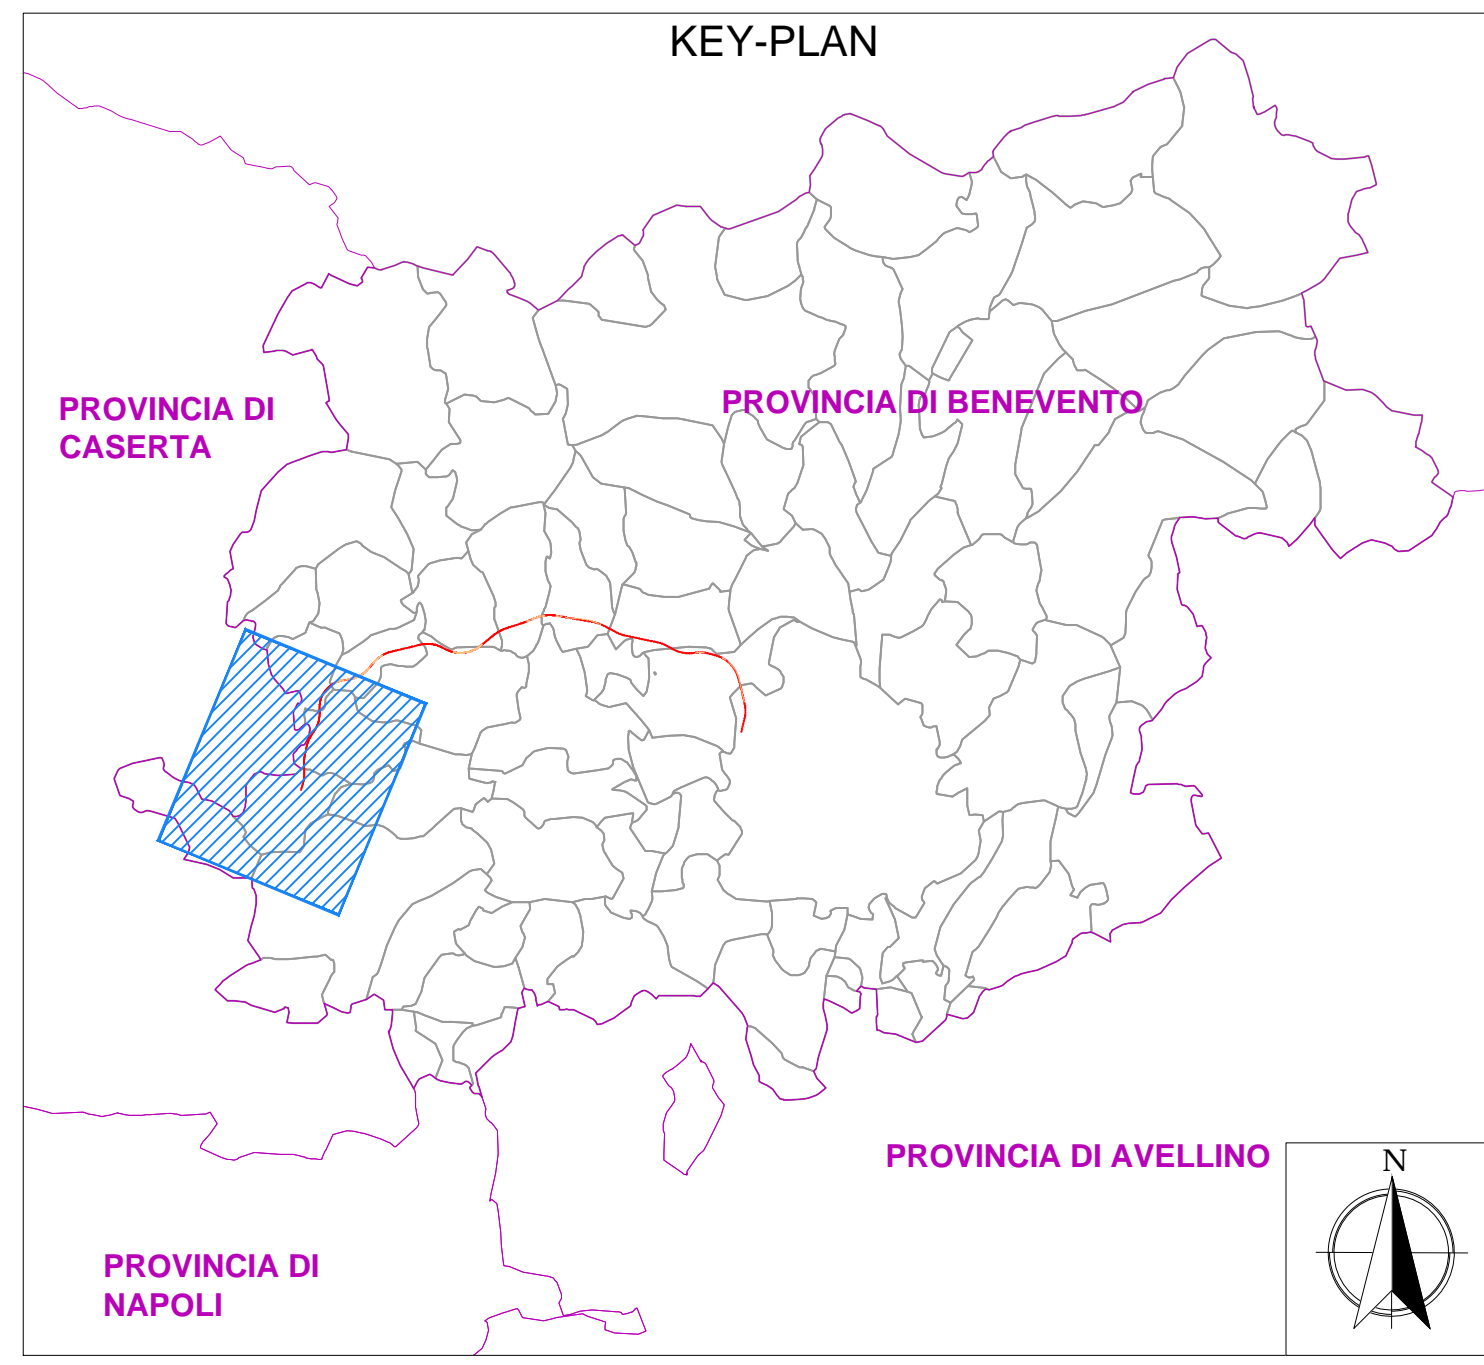 KEY-PLAN
PROVINCIA DI
CASERTA
PROVINCIA DI BENEVENTO
PROVINCIA DI AVELLINO
N
PROVINCIA DI
NAPOLI